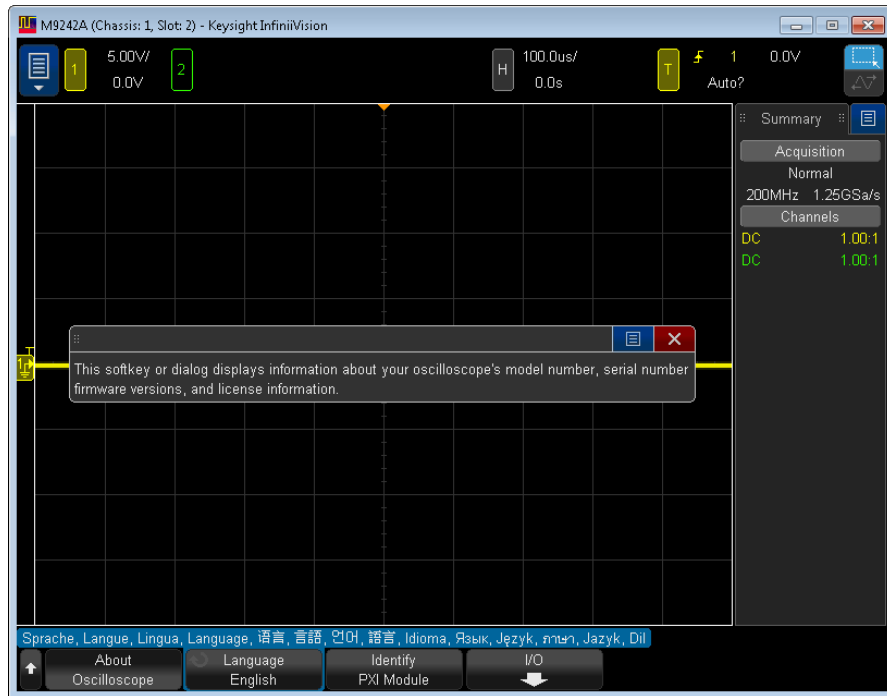 M9242A (Chassis: 1, Slot: 2) - Keysight InfiniiVision
1 5.00V/ 2 H 100.0us/ T 1 0.0V
0.0V 0.0s Auto?
Summary
Acquisition
Normal
200MHz 1.25GSa/s
Channels
DC 1.00:1
DC 1.00:1
T
1
This softkey or dialog displays information about your oscilloscope's model number, serial number
firmware versions, and license information.
Sprache, Langue, Lingua, Language, 语言, 言語, 언어, 語言, Idioma, Язык, Język, ภาษา, Jazyk, Dil
About Language Identify I/O
Oscilloscope English PXI Module